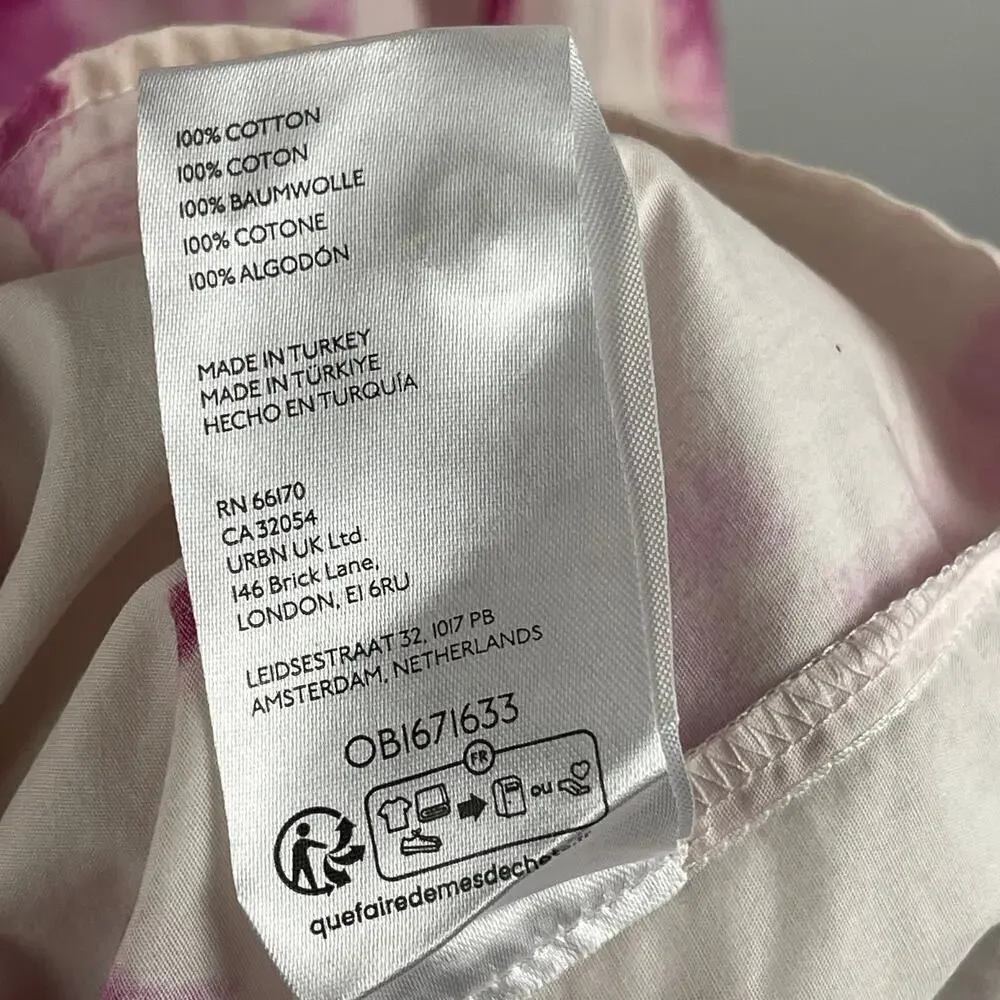 100% COTTON
100% COTON
100% BAUMWOLLE
100% COTONE
100% ALGODÓN
MADE IN TURKEY
MADE IN TÜRKIYE
HECHO EN TURQUÍA
RN 66170
CA 32054
URBN UK Ltd.
146 Brick Lane,
LONDON, E1 6RU
LEIDSESTRAAT 32, 1017 PB
AMSTERDAM, NETHERLANDS
OB1671633
FR
ou